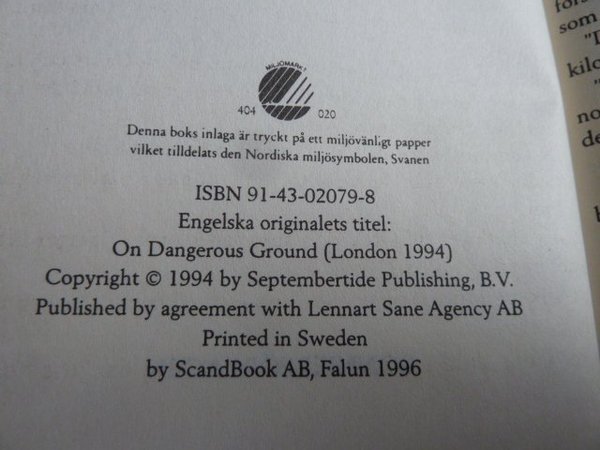 MILJÖMÄRKT
404 020
Denna boks inlaga är tryckt på ett miljövänligt papper
vilket tilldelats den Nordiska miljösymbolen, Svanen
ISBN 91-43-02079-8
Engelska originalets titel:
On Dangerous Ground (London 1994)
Copyright © 1994 by Septembertide Publishing, B.V.
Published by agreement with Lennart Sane Agency AB
Printed in Sweden
by ScandBook AB, Falun 1996
som